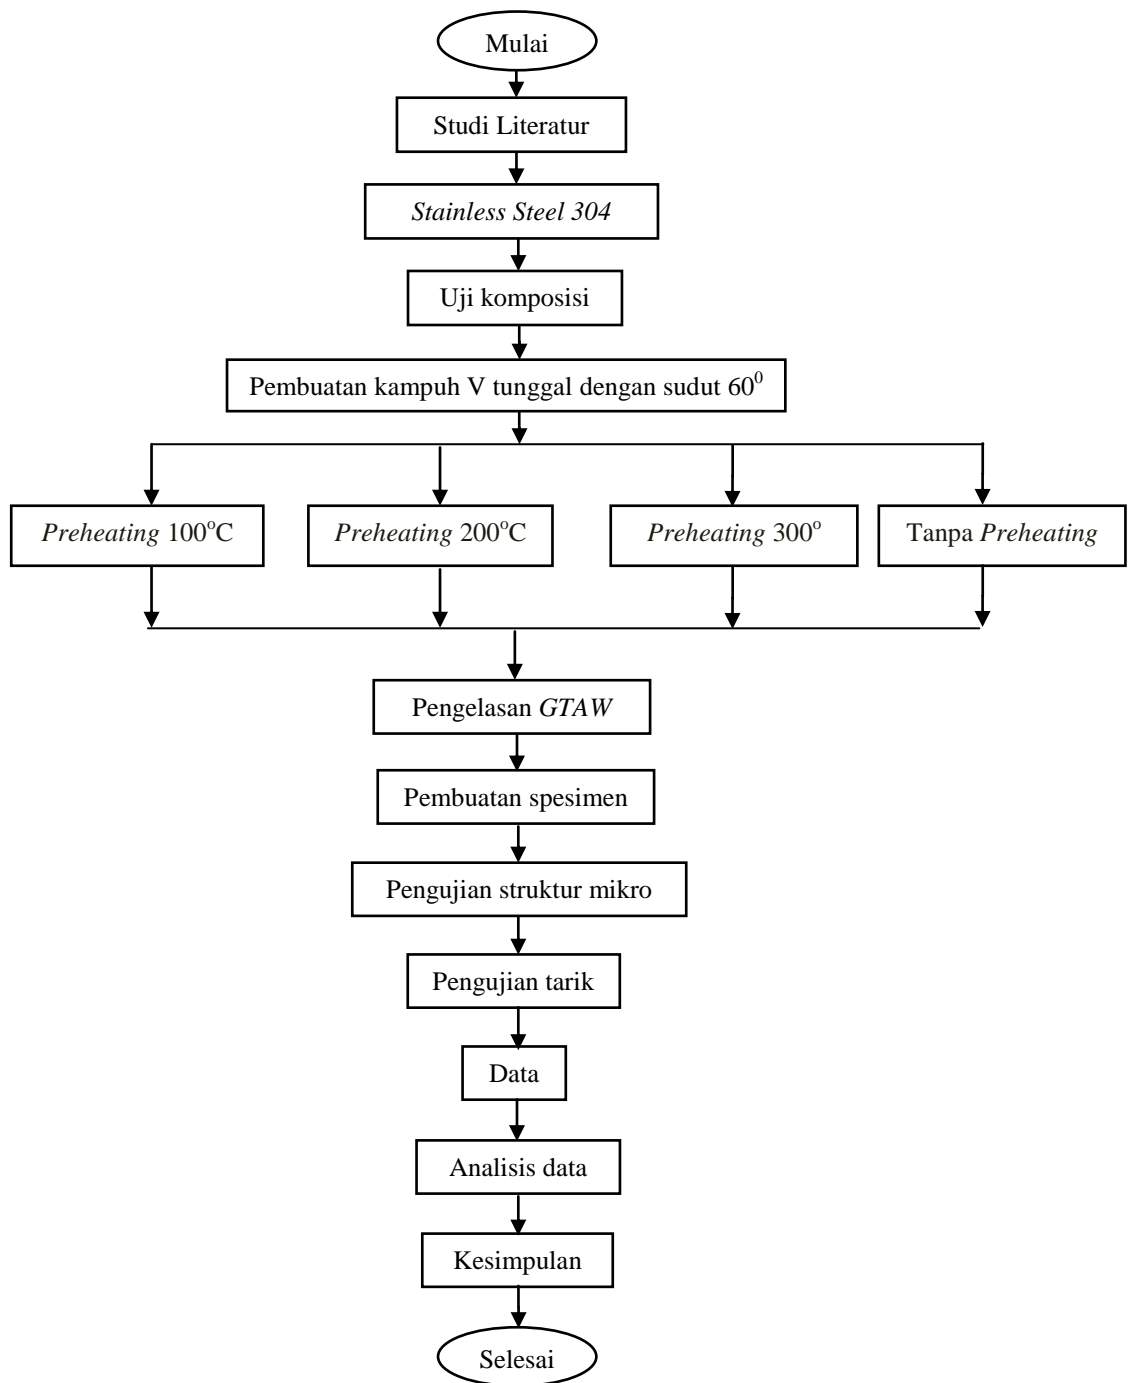 Mulai
Studi Literatur
Stainless Steel 304
Uji komposisi
Pembuatan kampuh V tunggal dengan sudut 60⁰
Preheating 100°C
Preheating 200°C
Preheating 300°
Tanpa Preheating
Pengelasan GTAW
Pembuatan spesimen
Pengujian struktur mikro
Pengujian tarik
Data
Analisis data
Kesimpulan
Selesai